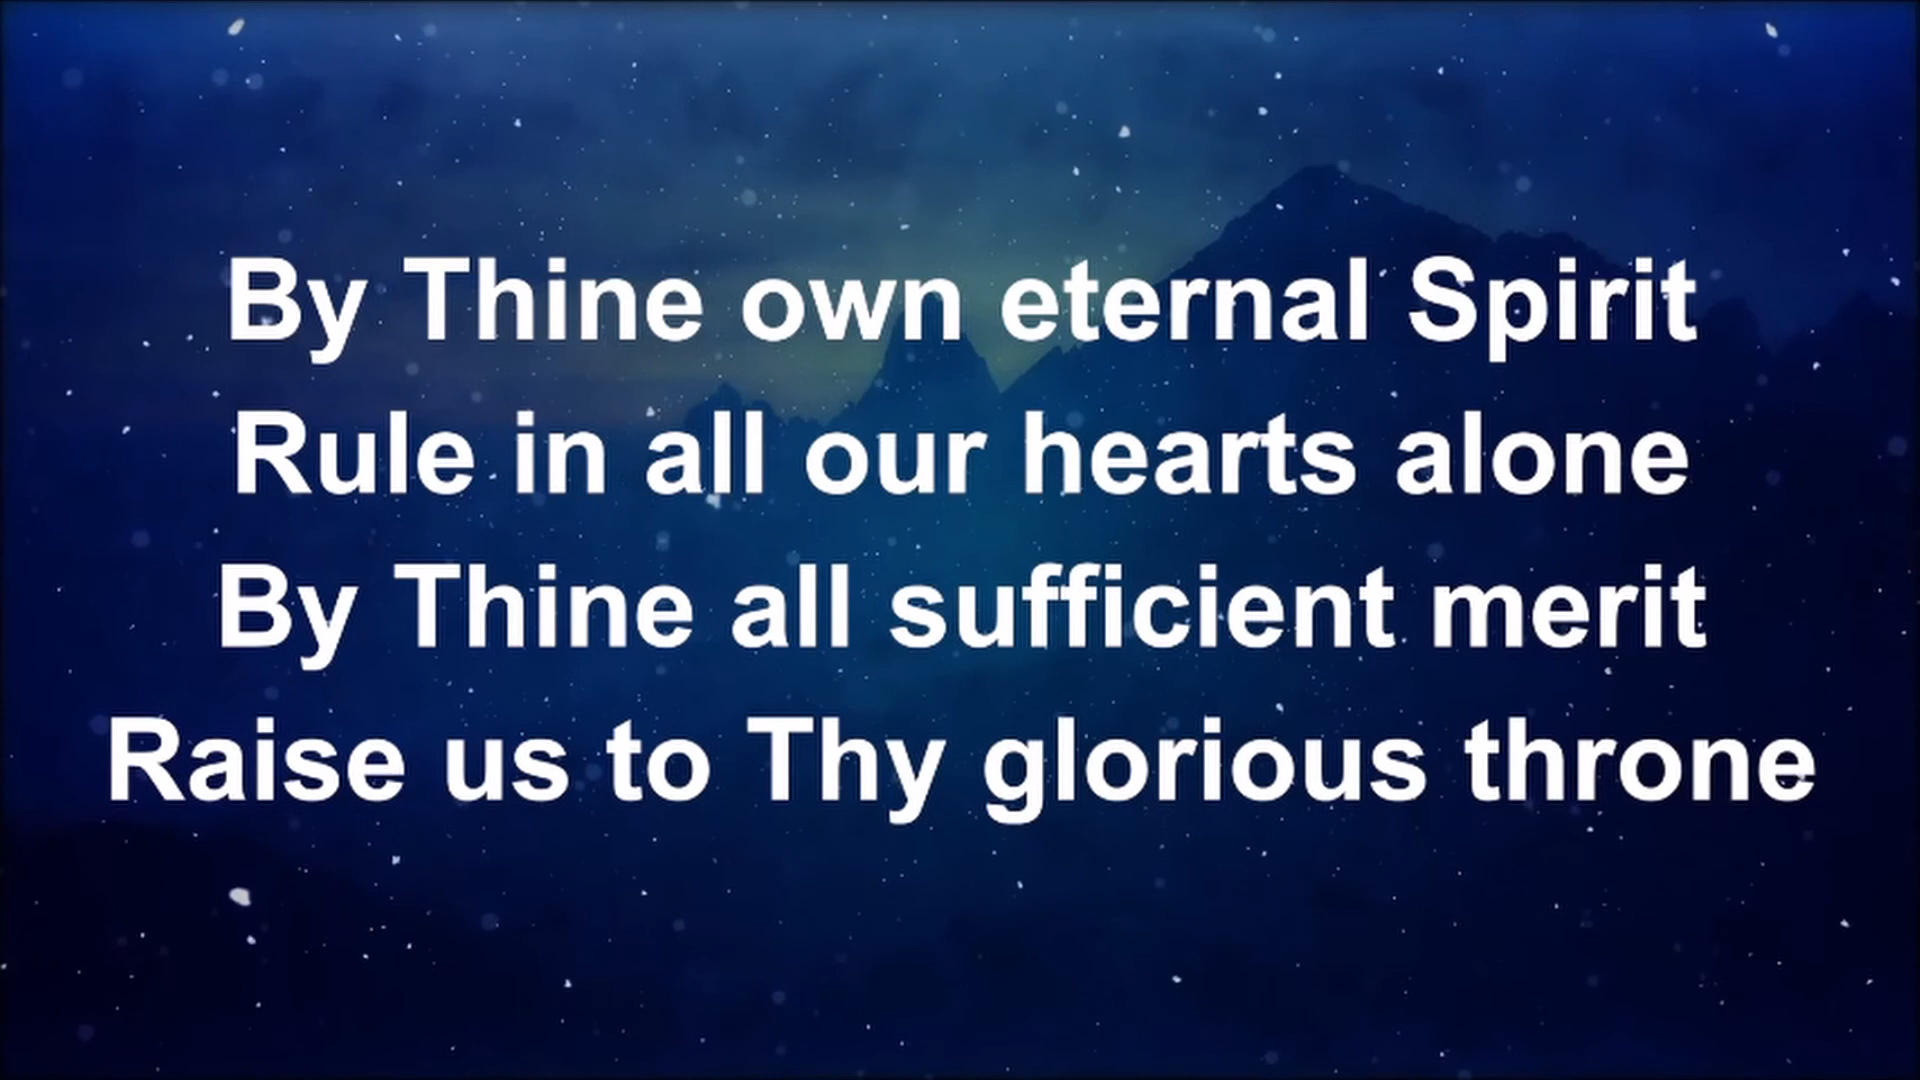 By Thine own eternal Spirit
Rule in all our hearts alone
By Thine all sufficient merit
Raise us to Thy glorious throne